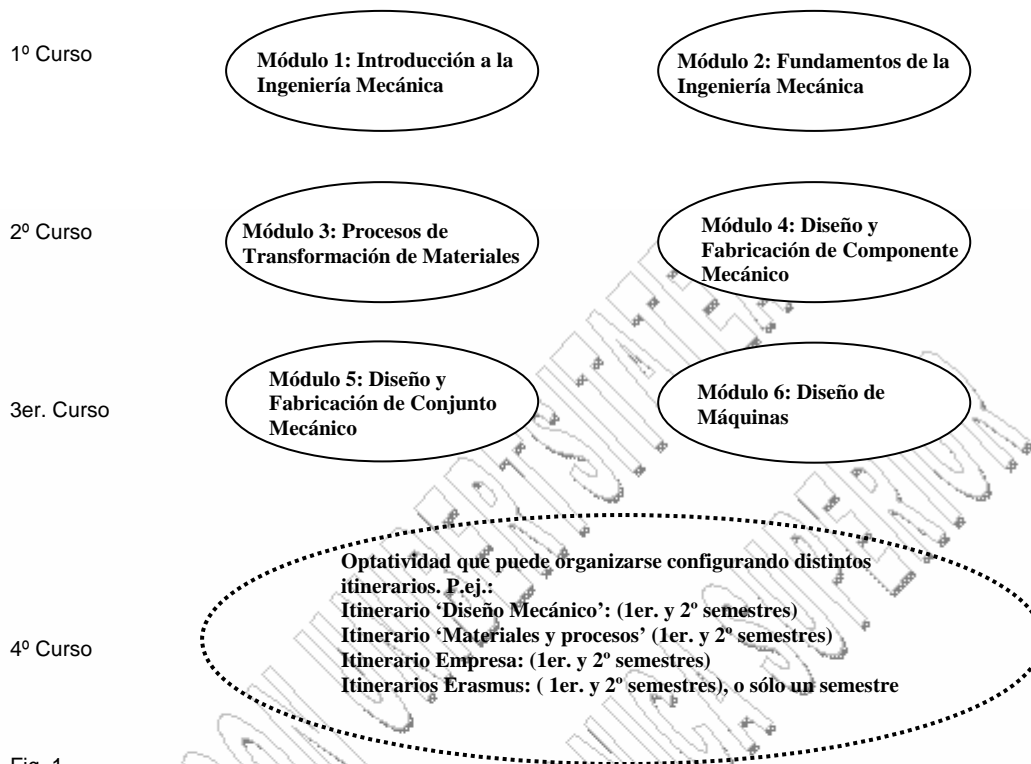 1º Curso
Módulo 1: Introducción a la
Ingeniería Mecánica
Módulo 2: Fundamentos de la
Ingeniería Mecánica
2º Curso
Módulo 3: Procesos de
Transformación de Materiales
Módulo 4: Diseño y
Fabricación de Componente
Mecánico
3er. Curso
Módulo 5: Diseño y
Fabricación de Conjunto
Mecánico
Módulo 6: Diseño de
Máquinas
4º Curso
Optatividad que puede organizarse configurando distintos
itinerarios. P.ej.:
Itinerario ‘Diseño Mecánico’: (1er. y 2º semestres)
Itinerario ‘Materiales y procesos’ (1er. y 2º semestres)
Itinerario Empresa: (1er. y 2º semestres)
Itinerarios Erasmus: ( 1er. y 2º semestres), o sólo un semestre
Fig. 1